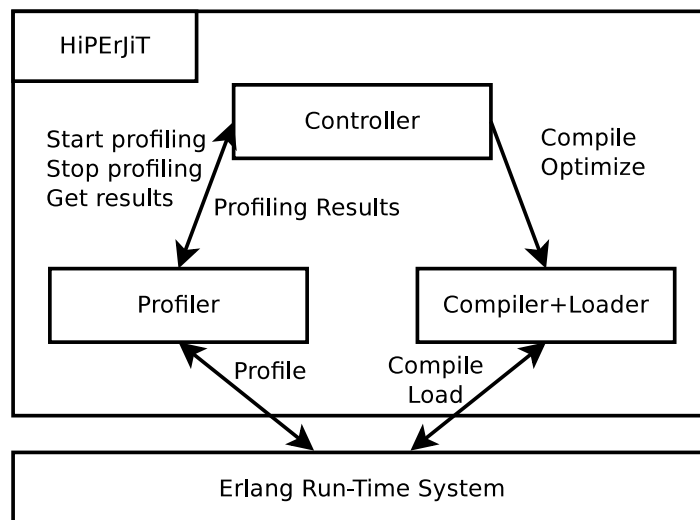 HiPErJiT
Controller
Start profiling
Stop profiling
Get results
Compile
Optimize
Profiling Results
Profiler
Compiler+Loader
Profile
Compile
Load
Erlang Run-Time System